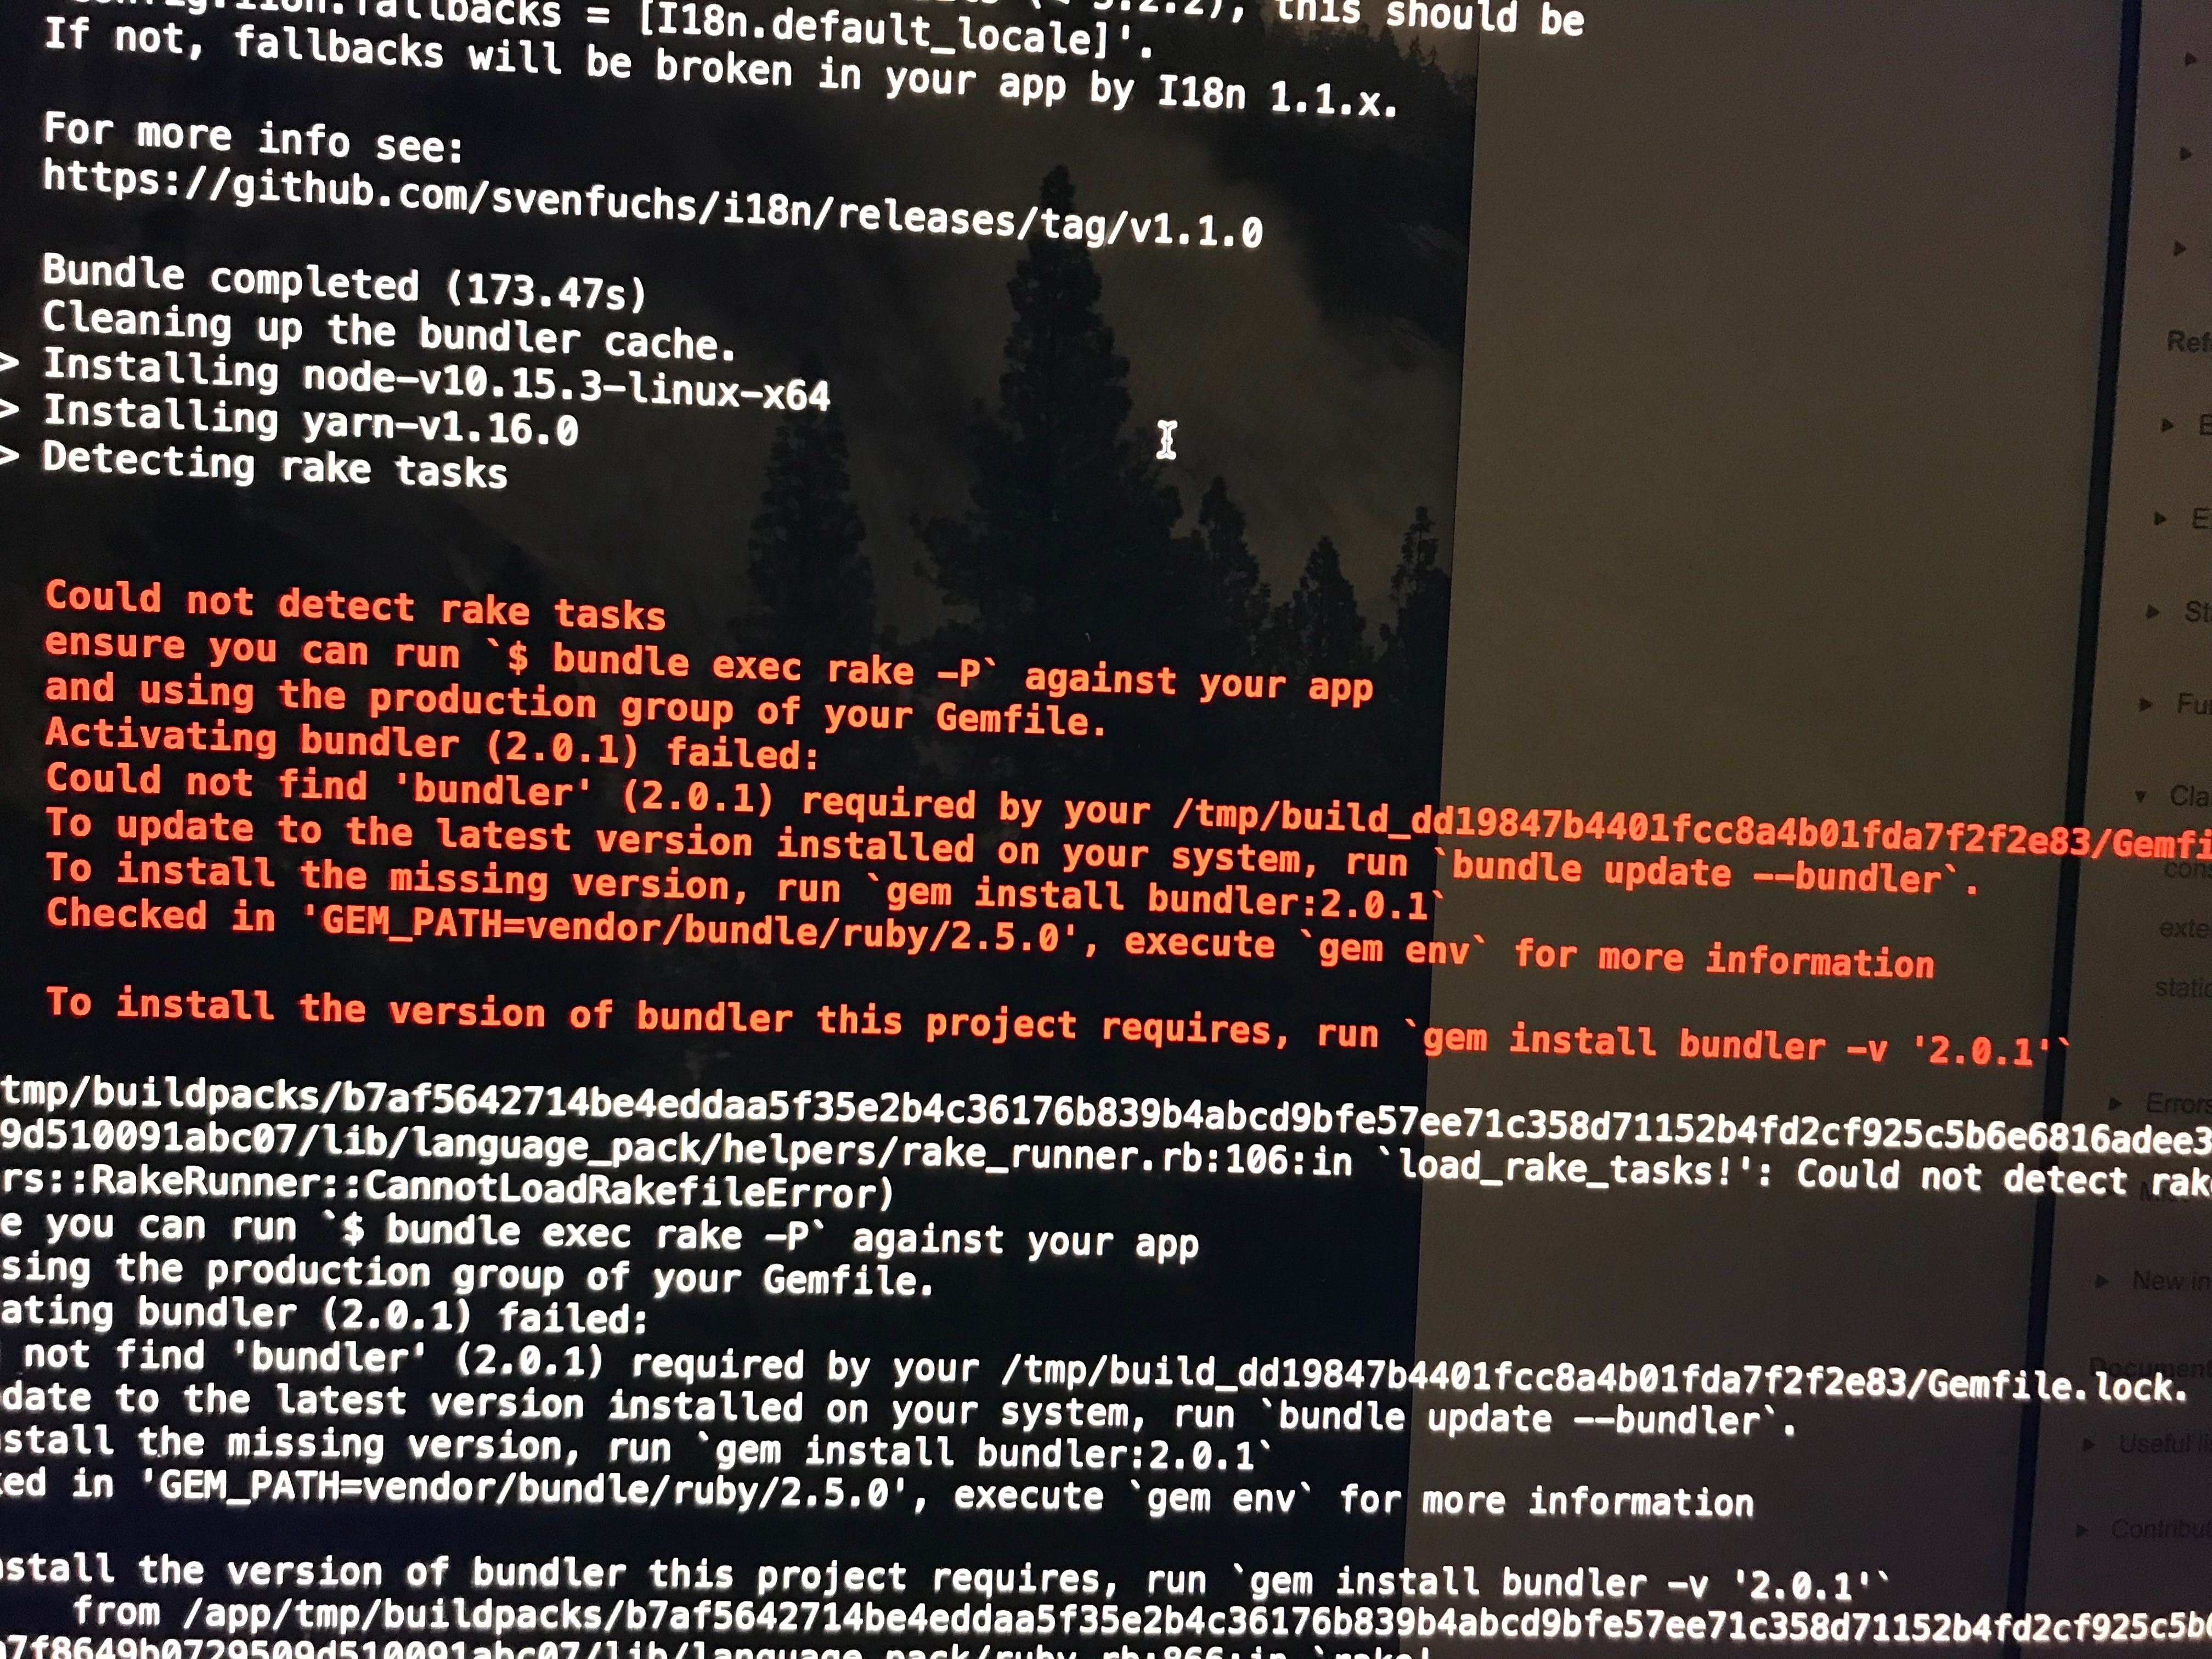 config.i18n.fallbacks = [I18n.default_locale]'.
this should be
If not, fallbacks will be broken in your app by I18n 1.1.x.
For more info see:
https://github.com/svenfuchs/i18n/releases/tag/v1.1.0
Bundle completed (173.47s)
Cleaning up the bundler cache.
> Installing node-v10.15.3-linux-x64
> Installing yarn-v1.16.0
> Detecting rake tasks
Could not detect rake tasks
ensure you can run `$ bundle exec rake -P` against your app
and using the production group of your Gemfile.
Activating bundler (2.0.1) failed:
Could not find 'bundler' (2.0.1) required by your /tmp/build_dd19847b4401fcc8a4b01fda7f2f2e83/Gemfi
To update to the latest version installed on your system, run `bundle update --bundler`.
To install the missing version, run `gem install bundler:2.0.1`
Checked in 'GEM_PATH=vendor/bundle/ruby/2.5.0', execute `gem env` for more information
To install the version of bundler this project requires, run `gem install bundler -v '2.0.1'`
tmp/buildpacks/b7af5642714be4eddaa5f35e2b4c36176b839b4abcd9bfe57ee71c358d71152b4fd2cf925c5b6e6816adee3
9d510091abc07/lib/language_pack/helpers/rake_runner.rb:106:in `load_rake_tasks!': Could not detect rak
rs::RakeRunner::CannotLoadRakefileError)
e you can run `$ bundle exec rake -P` against your app
sing the production group of your Gemfile.
ating bundler (2.0.1) failed:
not find 'bundler' (2.0.1) required by your /tmp/build_dd19847b4401fcc8a4b01fda7f2f2e83/Gemfile.lock.
date to the latest version installed on your system, run `bundle update --bundler`.
stall the missing version, run `gem install bundler:2.0.1`
ked in 'GEM_PATH=vendor/bundle/ruby/2.5.0', execute `gem env` for more information
nstall the version of bundler this project requires, run `gem install bundler -v '2.0.1'`
from /app/tmp/buildpacks/b7af5642714be4eddaa5f35e2b4c36176b839b4abcd9bfe57ee71c358d71152b4fd2cf925c5b6
7f8649b0729509d510091abc07/lib/language_pack/ruby.rb:866:in `rake'
Ref
E
E
St
Fu
Cla
cons
exte
static
Errors
New in
Document
Useful li
Contribut